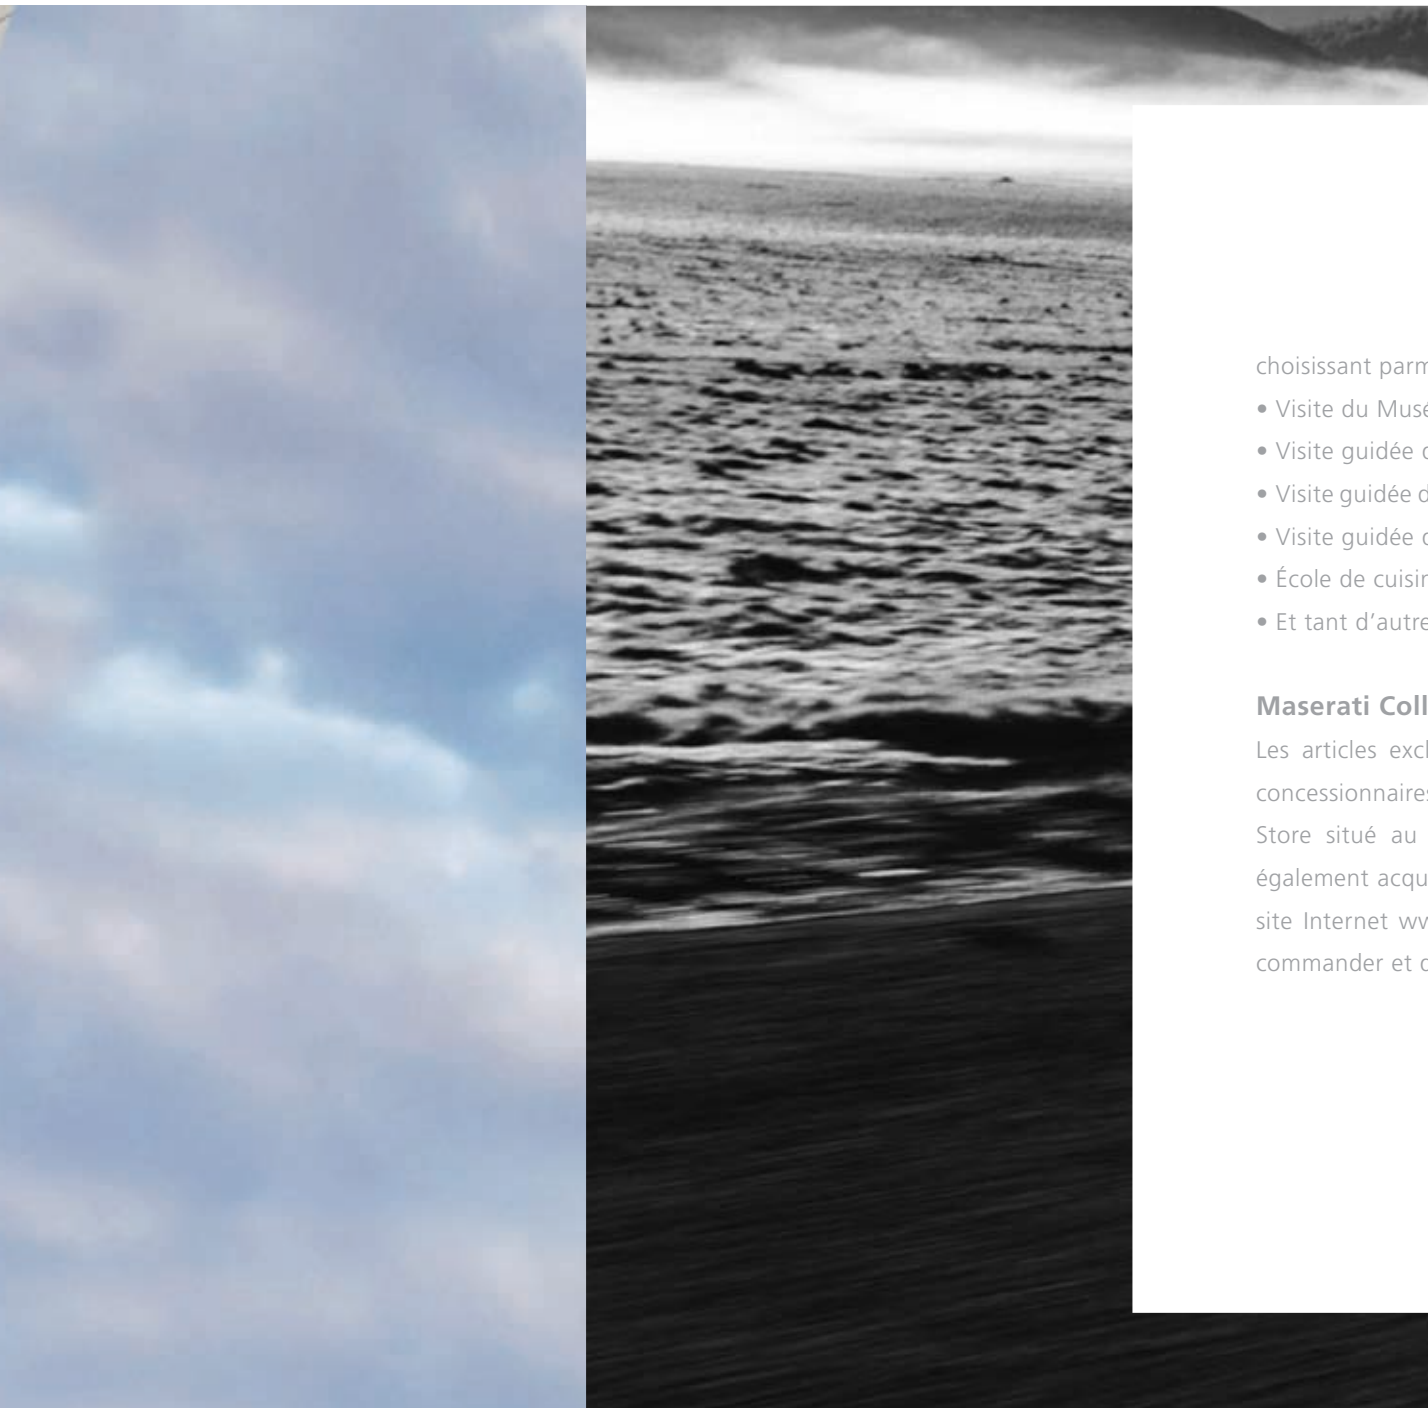 choisissant parm
• Visite du Musé
• Visite guidée d
• Visite guidée d
• Visite guidée d
• École de cuisin
• Et tant d’autre
Maserati Coll
Les articles excl
concessionnaires
Store situé au
également acqu
site Internet ww
commander et d